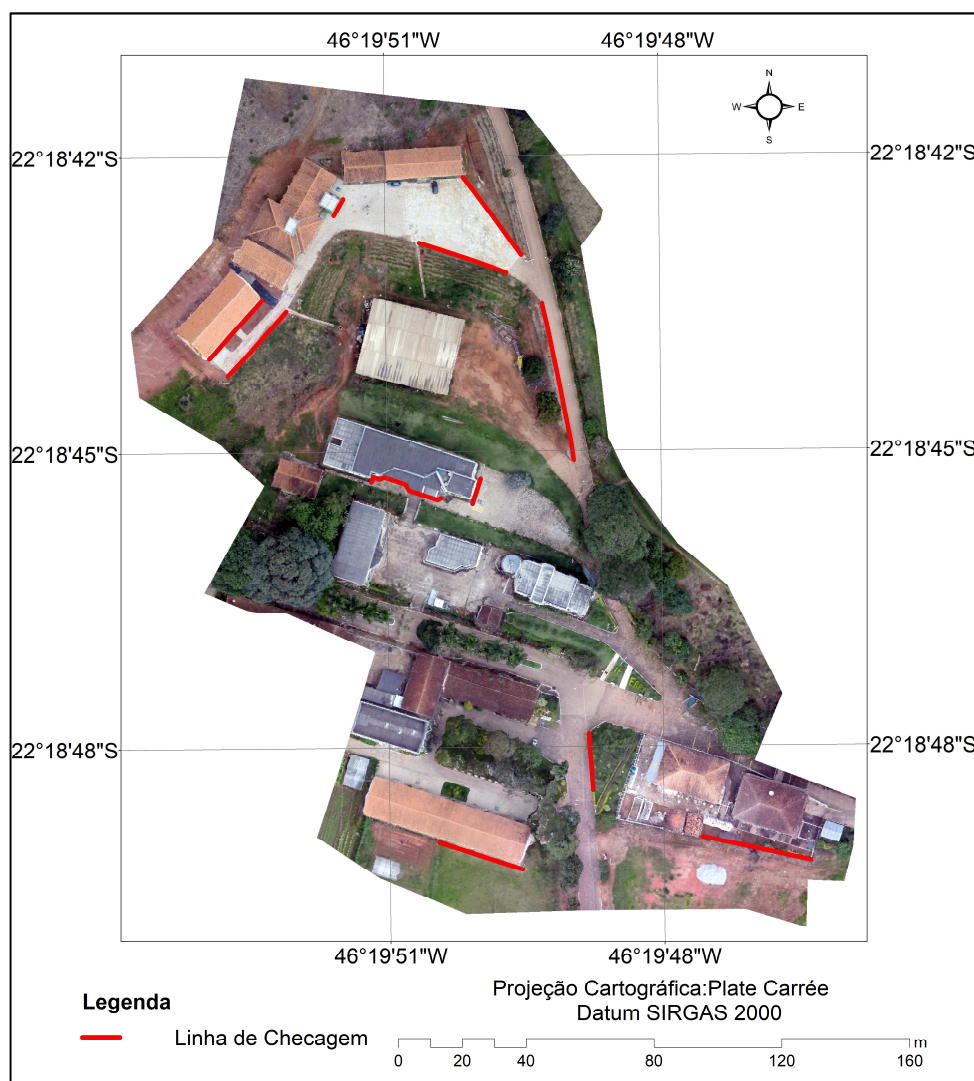 46°19'51"W 46°19'48"W
N
W E
S
22°18'42"S 22°18'42"S
22°18'45"S 22°18'45"S
22°18'48"S 22°18'48"S
46°19'51"W 46°19'48"W
Projeção Cartográfica:Plate Carrée
Legenda
Datum SIRGAS 2000
Linha de Checagem
m
0 20 40 80 120 160